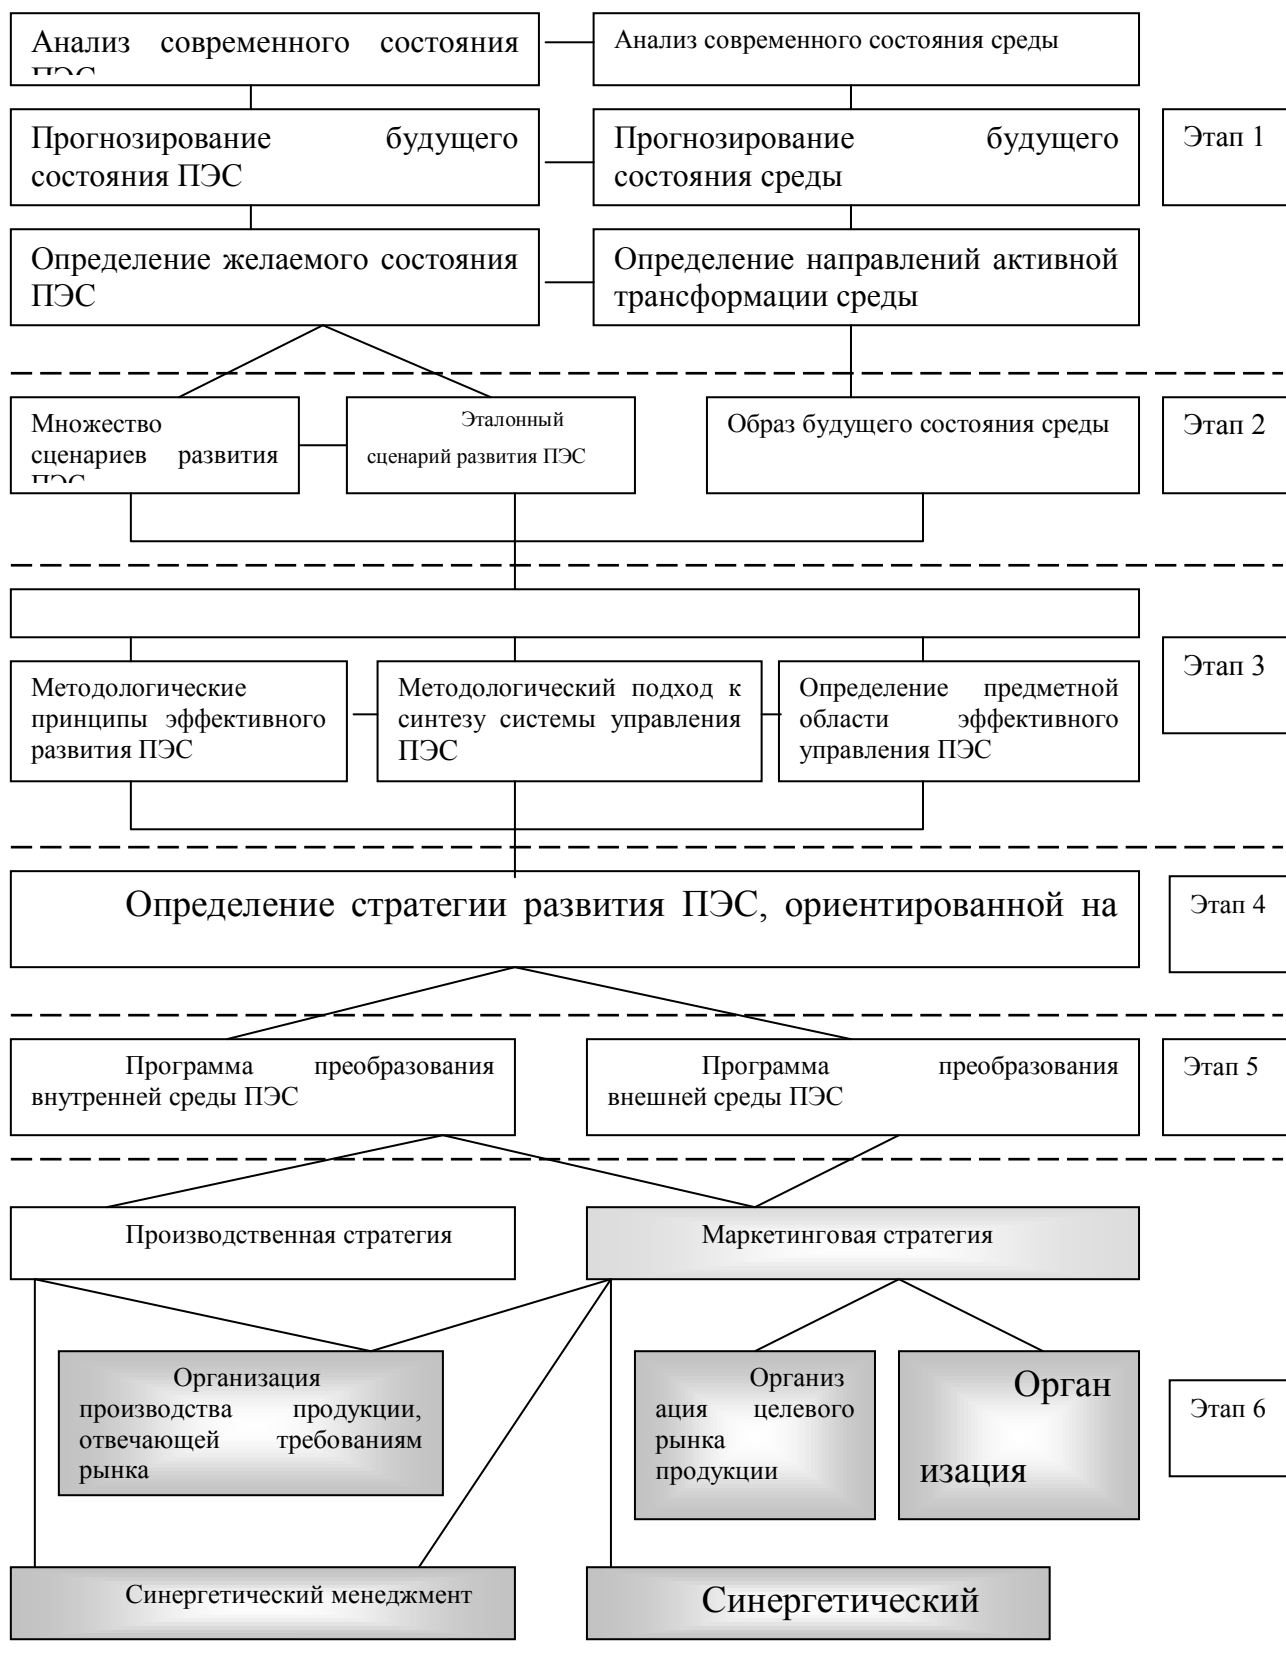 Анализ современного состояния
ПЭС
Анализ современного состояния среды
Прогнозирование будущего
состояния ПЭС
Прогнозирование будущего
состояния среды
Этап 1
Определение желаемого состояния
ПЭС
Определение направлений активной
трансформации среды
Множество
сценариев развития
ПЭС
Эталонный
сценарий развития ПЭС
Образ будущего состояния среды
Этап 2
Этап 3
Методологические
принципы эффективного
развития ПЭС
Методологический подход к
синтезу системы управления
ПЭС
Определение предметной
области эффективного
управления ПЭС
Определение стратегии развития ПЭС, ориентированной на
Этап 4
Программа преобразования
внутренней среды ПЭС
Программа преобразования
внешней среды ПЭС
Этап 5
Производственная стратегия
Маркетинговая стратегия
Организация
производства продукции,
отвечающей требованиям
рынка
Организ
ация целевого
рынка
продукции
Орган
изация
Этап 6
Синергетический менеджмент
Синергетический